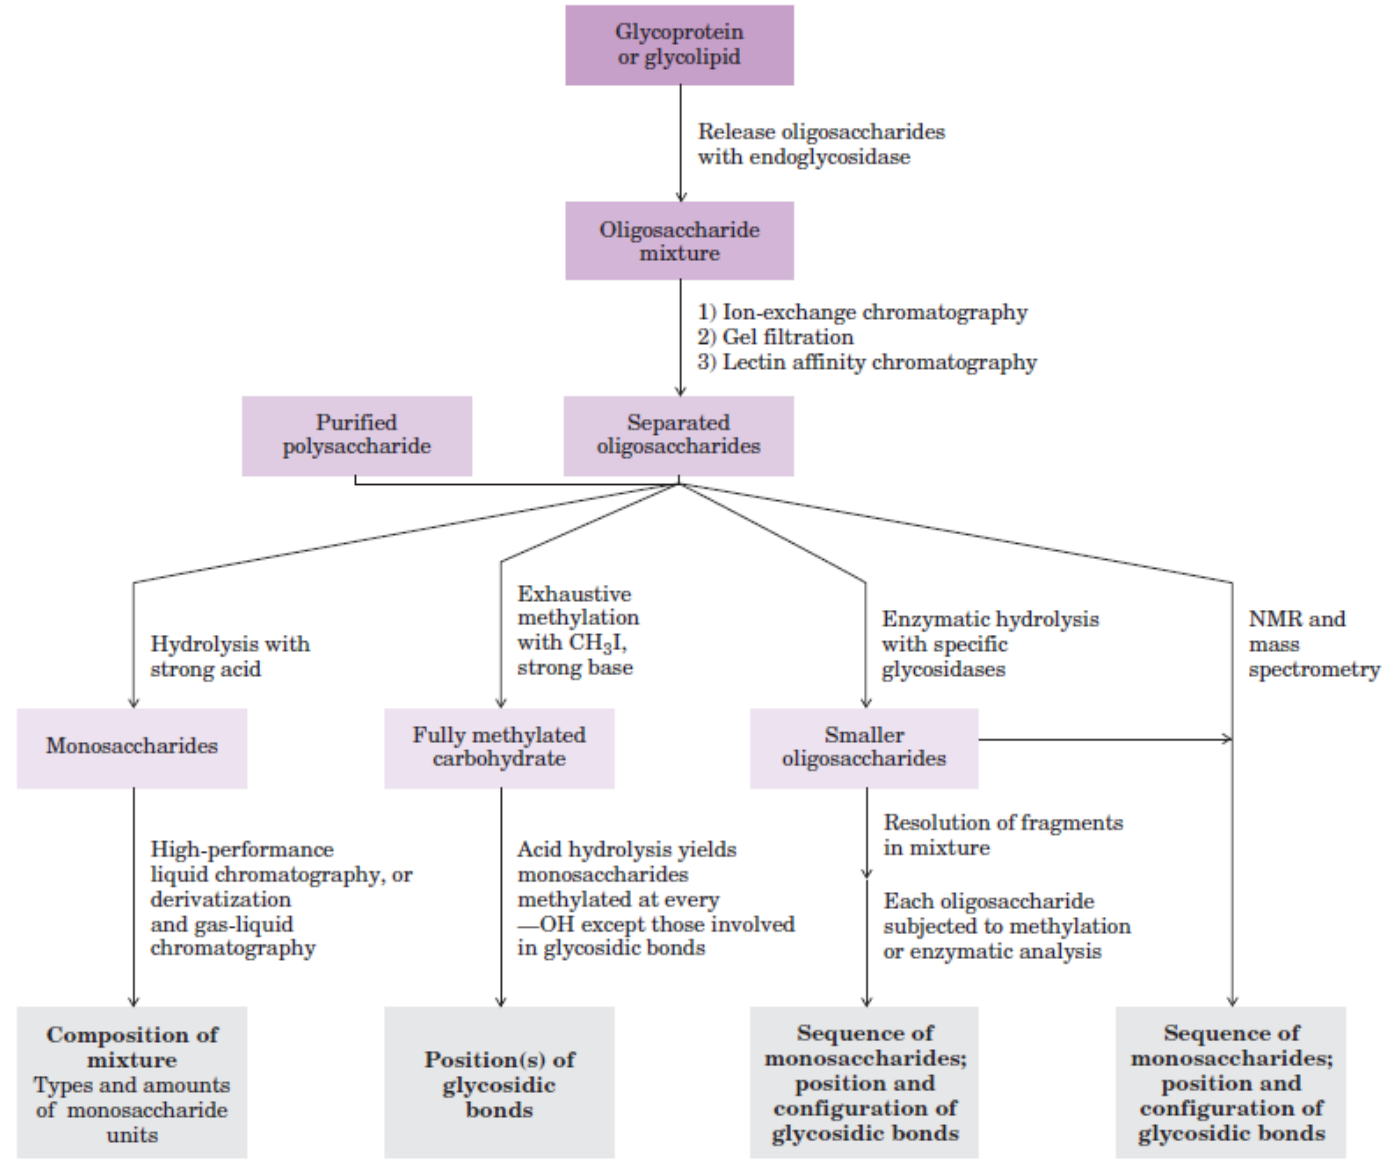 Glycoprotein
or glycolipid
Release oligosaccharides
with endoglycosidase
Oligosaccharide
mixture
1) Ion-exchange chromatography
2) Gel filtration
3) Lectin affinity chromatography
Purified
polysaccharide
Separated
oligosaccharides
Hydrolysis with
strong acid
Exhaustive
methylation
with CH₃I,
strong base
Enzymatic hydrolysis
with specific
glycosidases
NMR and
mass
spectrometry
Monosaccharides
Fully methylated
carbohydrate
Smaller
oligosaccharides
High-performance
liquid chromatography, or
derivatization
and gas-liquid
chromatography
Acid hydrolysis yields
monosaccharides
methylated at every
—OH except those involved
in glycosidic bonds
Resolution of fragments
in mixture
Each oligosaccharide
subjected to methylation
or enzymatic analysis
Composition of
mixture
Types and amounts
of monosaccharide
units
Position(s) of
glycosidic
bonds
Sequence of
monosaccharides;
position and
configuration of
glycosidic bonds
Sequence of
monosaccharides;
position and
configuration of
glycosidic bonds